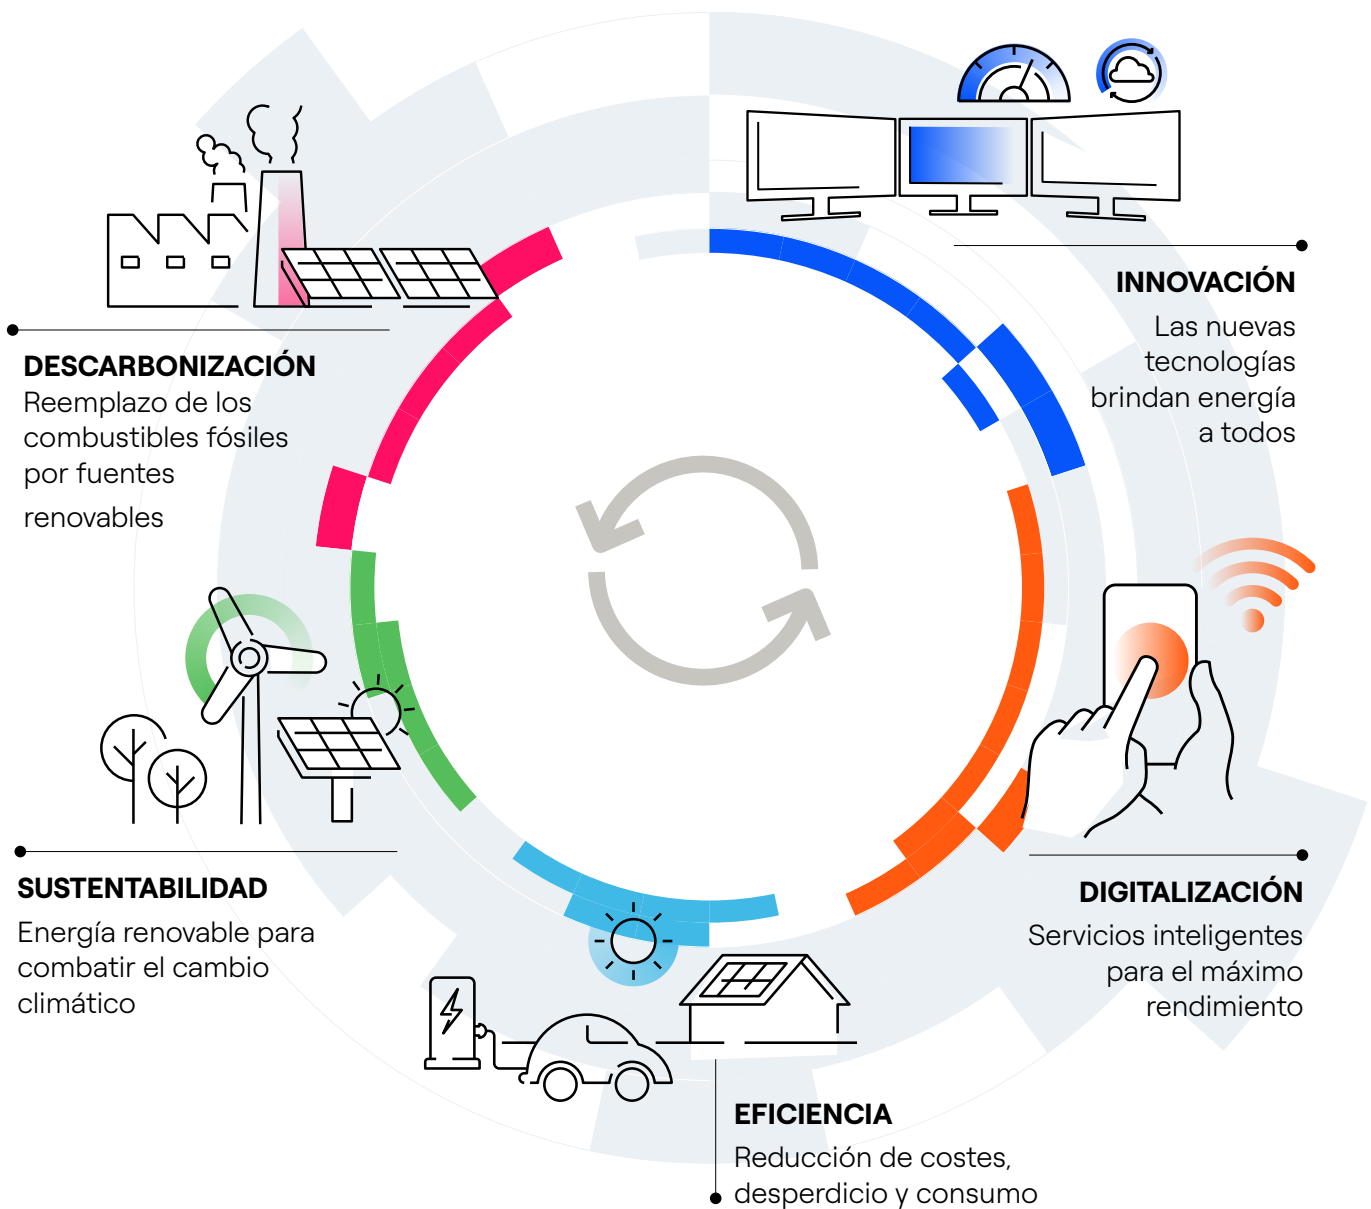 INNOVACIÓN
Las nuevas
tecnologías
brindan energía
a todos
DESCARBONIZACIÓN
Reemplazo de los
combustibles fósiles
por fuentes
renovables
SUSTENTABILIDAD
Energía renovable para
combatir el cambio
climático
DIGITALIZACIÓN
Servicios inteligentes
para el máximo
rendimiento
EFICIENCIA
Reducción de costes,
desperdicio y consumo